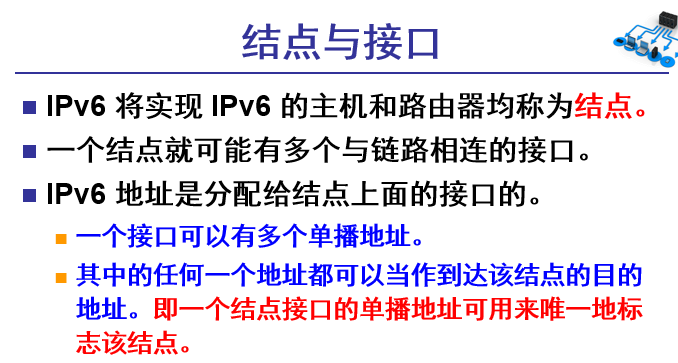 结点与接口
IPv6 将实现 IPv6 的主机和路由器均称为结点。
一个结点就可能有多个与链路相连的接口。
IPv6 地址是分配给结点上面的接口的。
一个接口可以有多个单播地址。
其中的任何一个地址都可以当作到达该结点的目的
地址。即一个结点接口的单播地址可用来唯一地标
志该结点。